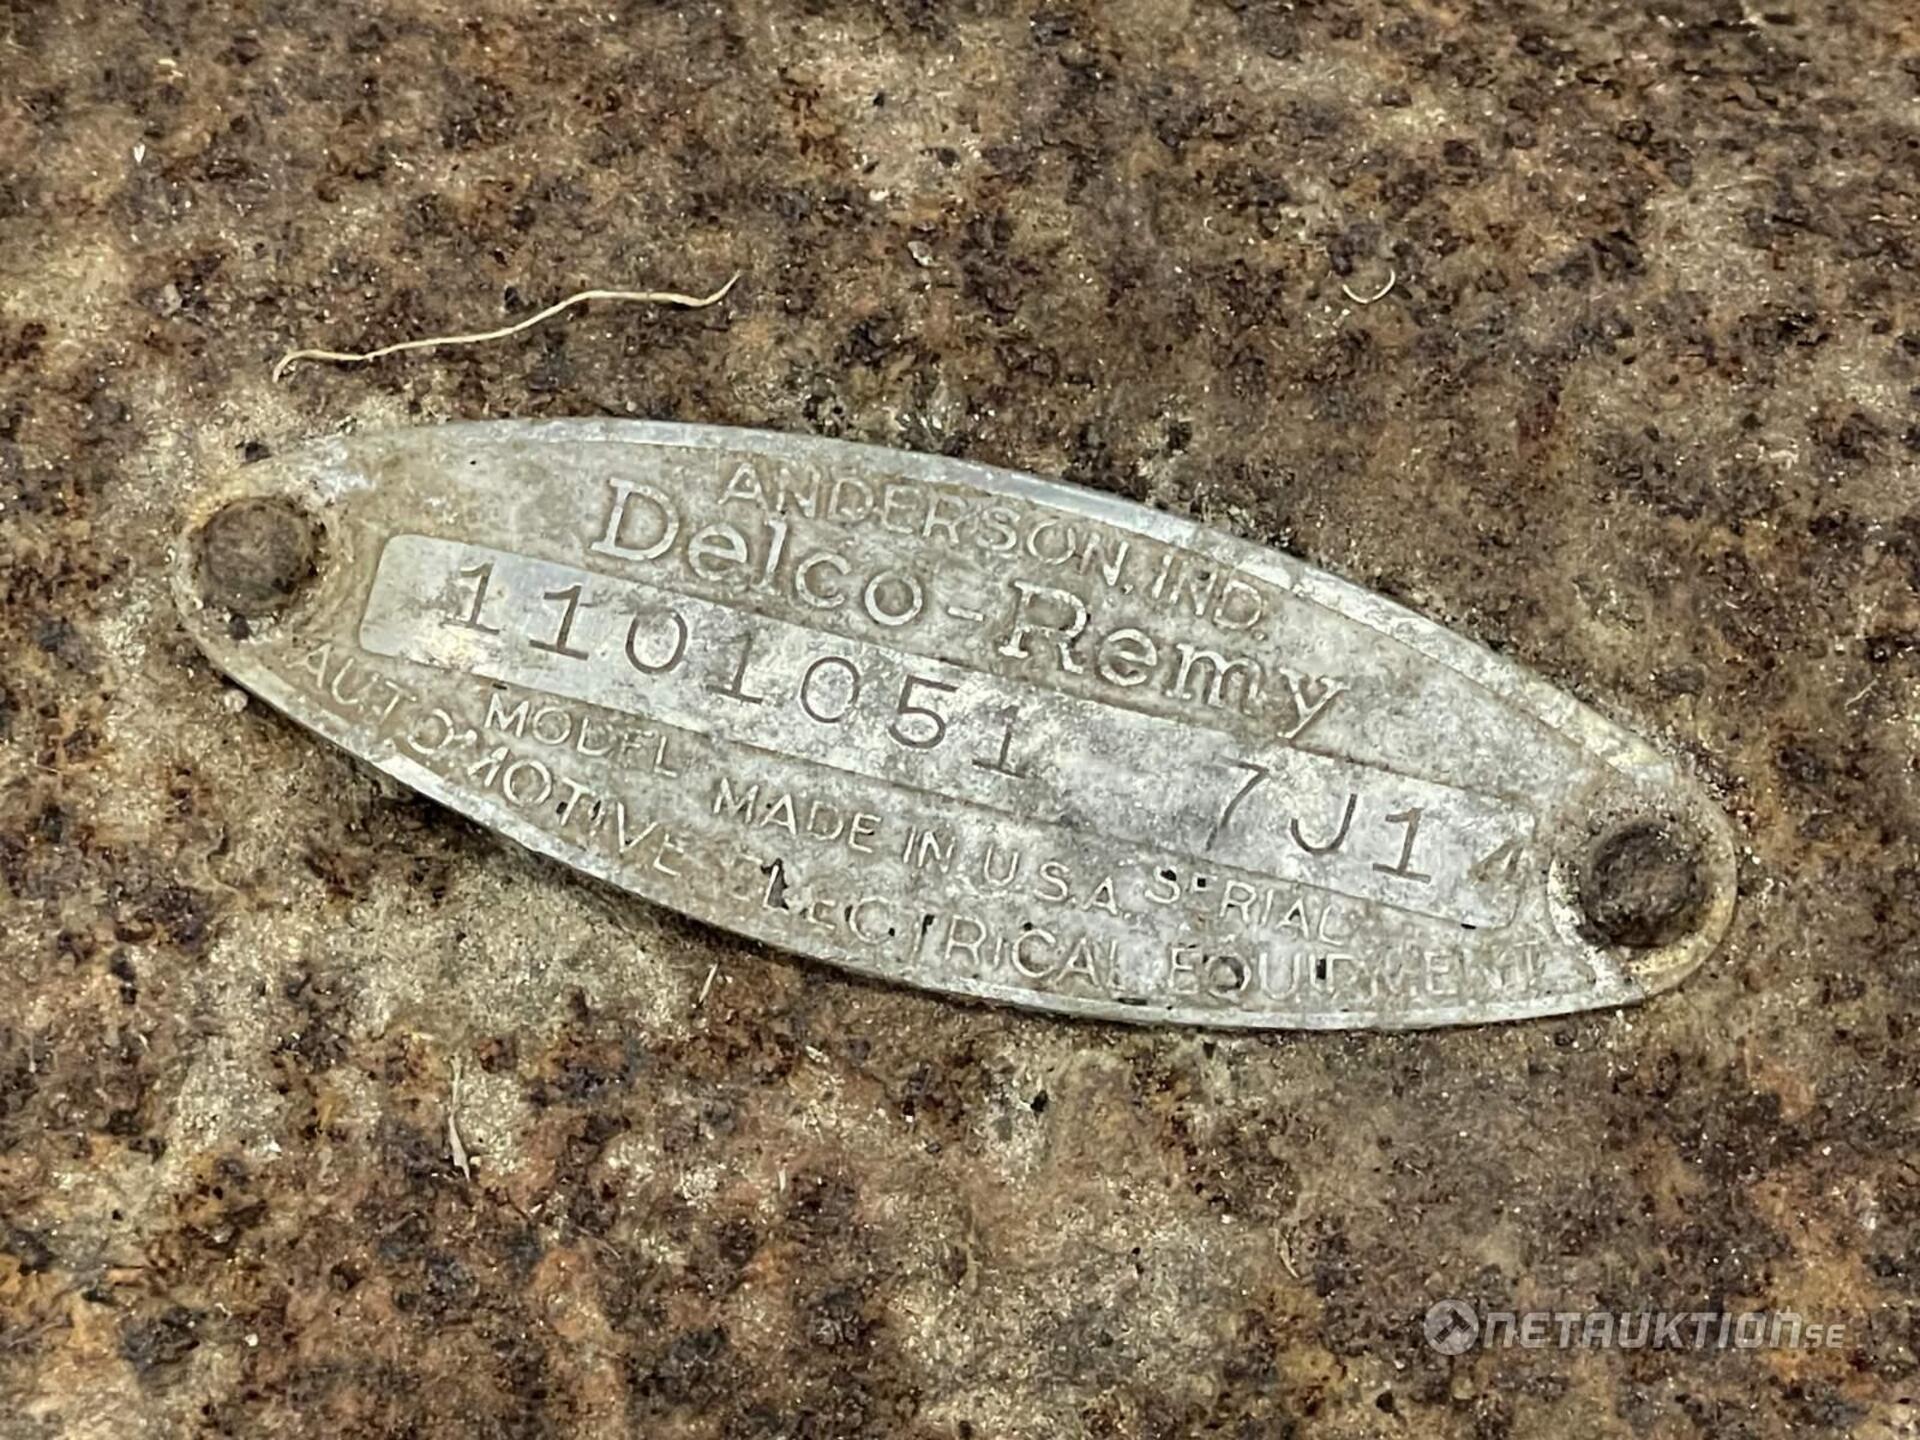 ANDERSON, IND.
Delco-Remy
1101051 7J14
MODEL MADE IN U.S.A. SERIAL
AUTOMOTIVE ELECTRICAL EQUIPMENT
NETAUKTION.SE